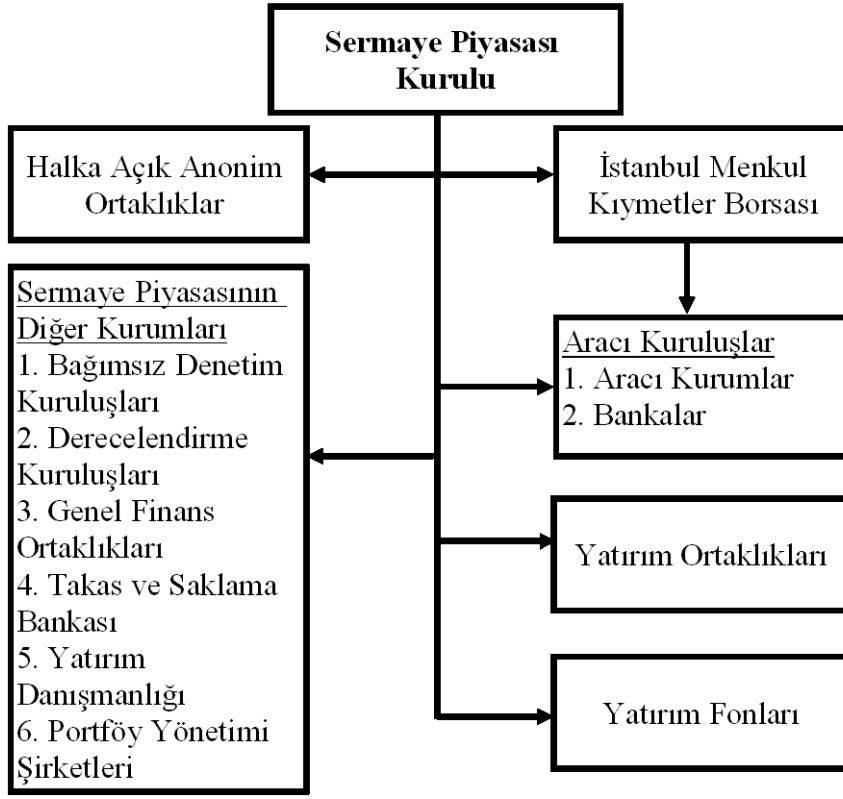 Sermaye Piyasası
Kurulu
Halka Açık Anonim
Ortaklıklar
İstanbul Menkul
Kıymetler Borsası
Sermaye Piyasasının
Diğer Kurumları
1. Bağımsız Denetim
Kuruluşları
2. Derecelendirme
Kuruluşları
3. Genel Finans
Ortaklıkları
4. Takas ve Saklama
Bankası
5. Yatırım
Danışmanlığı
6. Portföy Yönetimi
Şirketleri
Aracı Kuruluşlar
1. Aracı Kurumlar
2. Bankalar
Yatırım Ortaklıkları
Yatırım Fonları